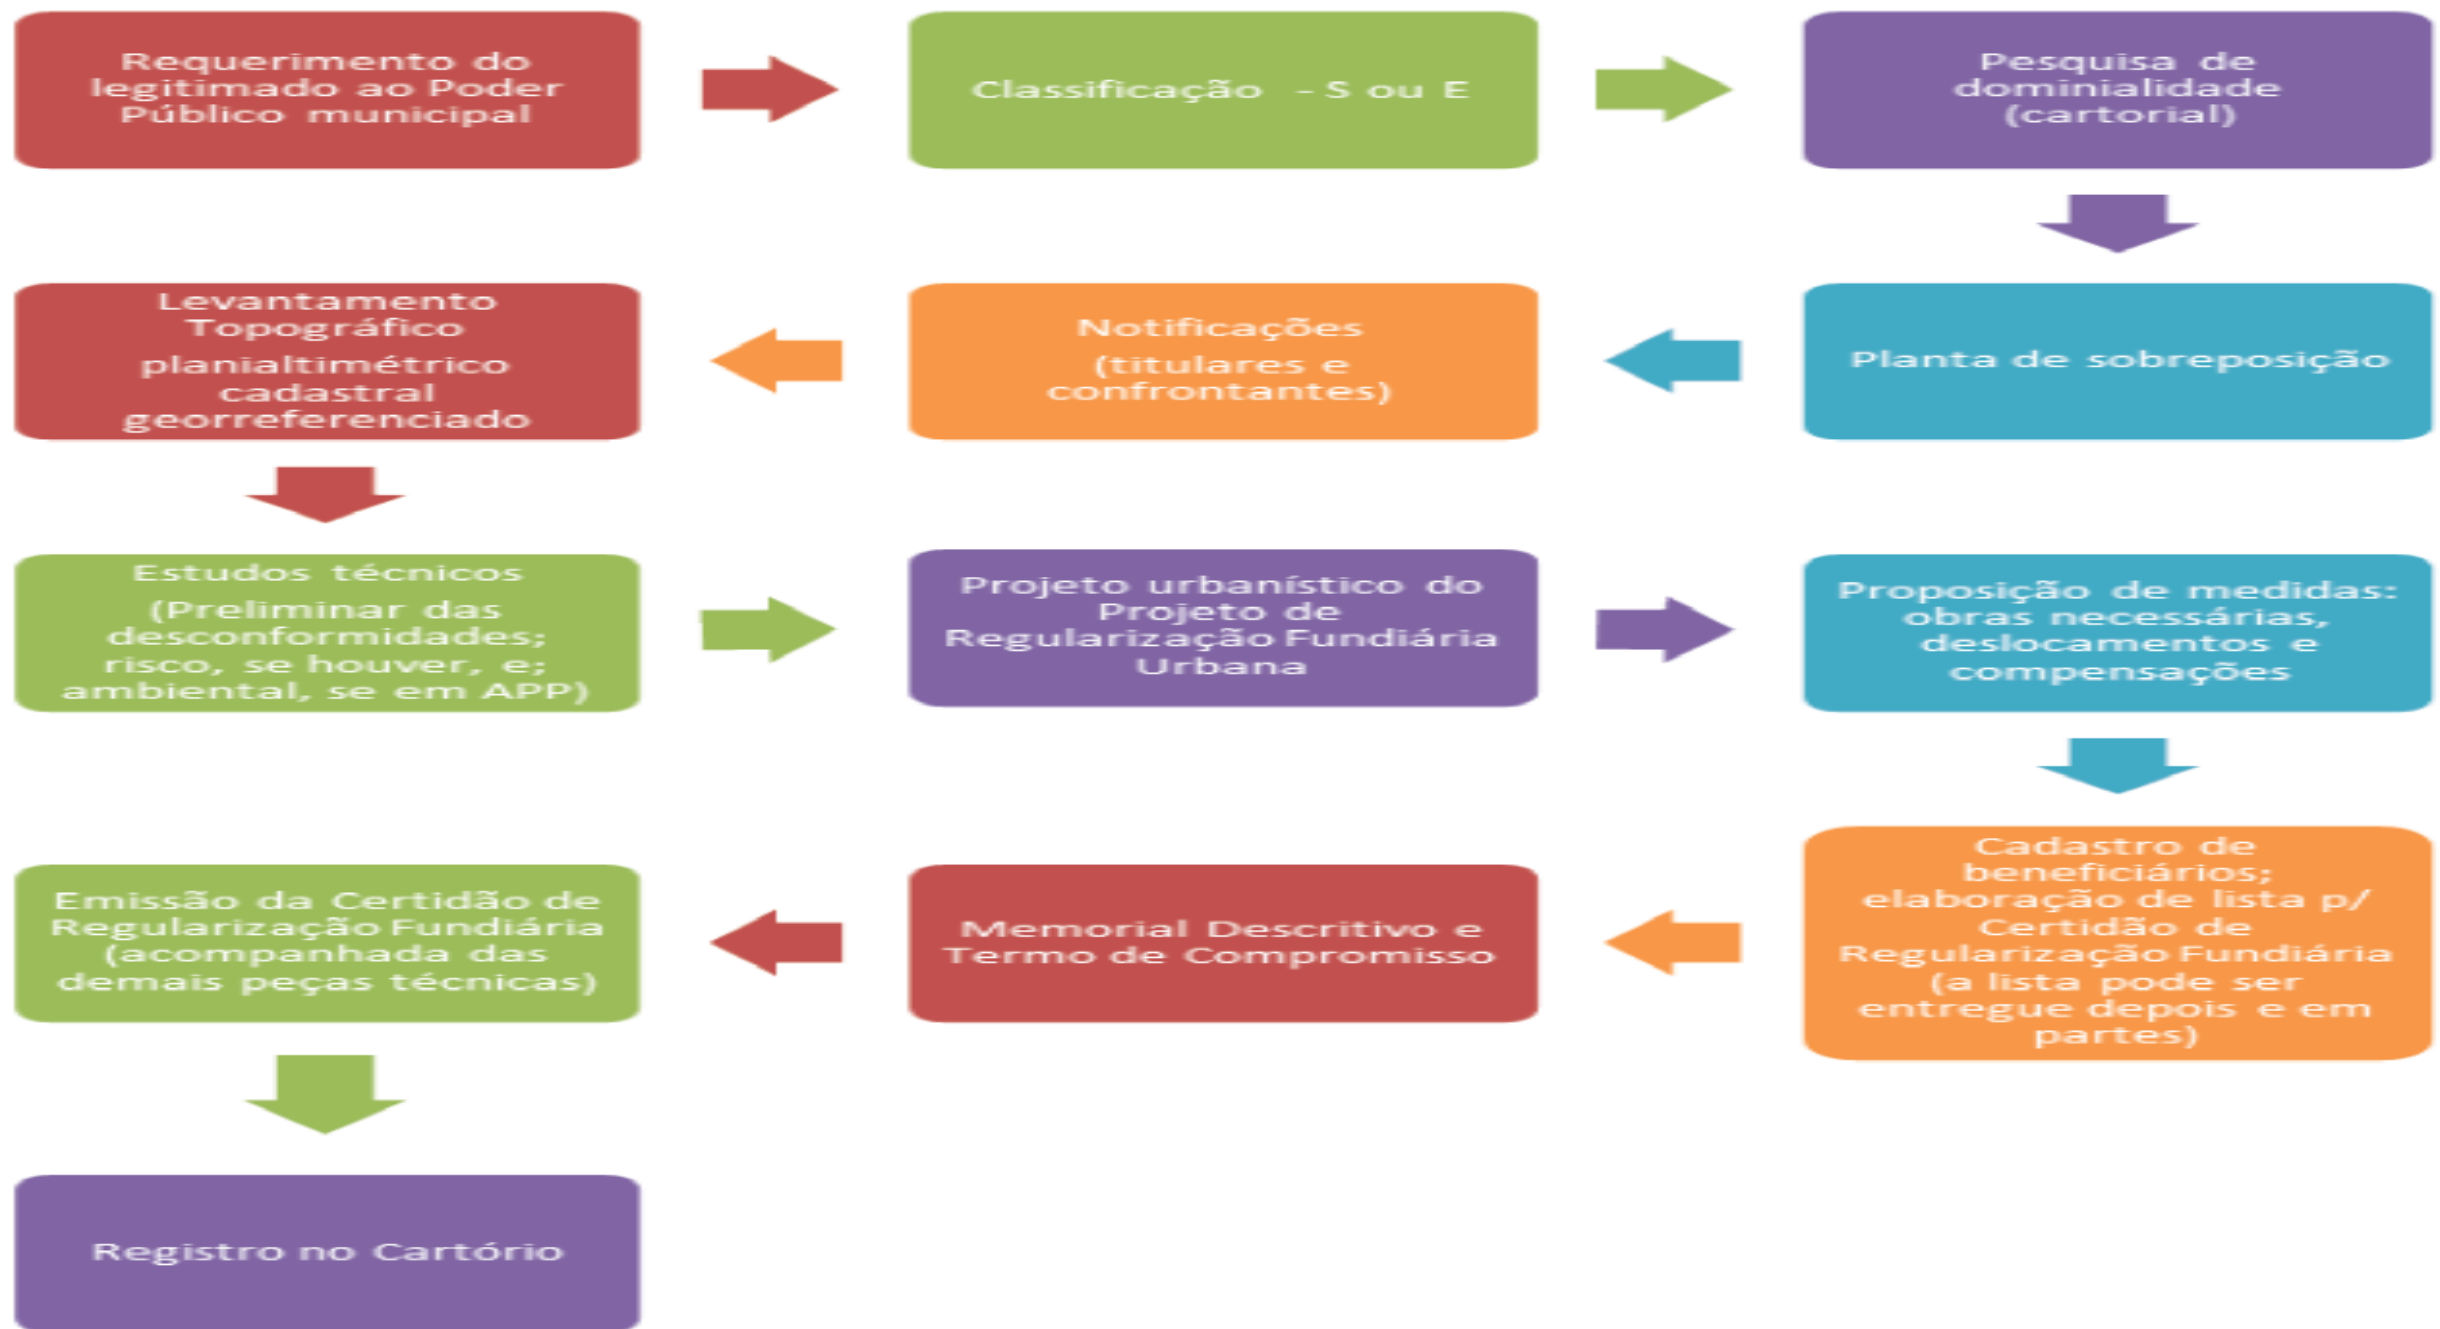 Requerimento do
legitimado ao Poder
Público municipal
Classificação - S ou E
Pesquisa de
dominialidade
(cartorial)
Planta de sobreposição
Notificações
(titulares e
confrontantes)
Levantamento
Topográfico
planialtimétrico
cadastral
georreferenciado
Estudos técnicos
(Preliminar das
desconformidades;
risco, se houver, e;
ambiental, se em APP)
Projeto urbanístico do
Projeto de
Regularização Fundiária
Urbana
Proposição de medidas:
obras necessárias,
deslocamentos e
compensações
Cadastro de
beneficiários;
elaboração de lista p/
Certidão de
Regularização Fundiária
(a lista pode ser
entregue depois e em
partes)
Memorial Descritivo e
Termo de Compromisso
Emissão da Certidão de
Regularização Fundiária
(acompanhada das
demais peças técnicas)
Registro no Cartório